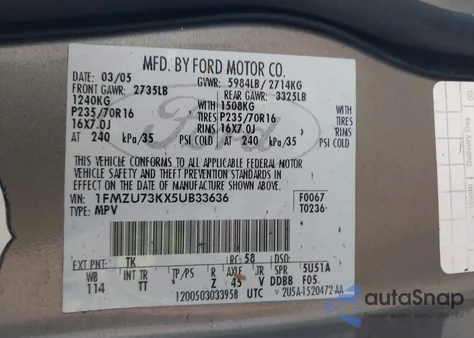 MFD. BY FORD MOTOR CO.
DATE: 03/05 GVWR: 5984LB / 2714KG
FRONT GAWR: 2735LB REAR GAWR: 3325LB
1240KG WITH 1508KG WITH
P235/70R16 TIRES P235/70R16 TIRES
16X7.0J RIMS 16X7.0J RIMS
AT 240 kPa/35 PSI COLD AT 240 kPa/35 PSI COLD
Ford
THIS VEHICLE CONFORMS TO ALL APPLICABLE FEDERAL MOTOR
VEHICLE SAFETY AND THEFT PREVENTION STANDARDS IN
EFFECT ON THE DATE OF MANUFACTURE SHOWN ABOVE.
VIN: 1FMZU73KX5UB33636 F0067
TYPE: MPV T0236
EXT PNT: TK RC: 58 DSO:
WB INT TR TP/PS R AXLE TR SPR 5U51A
114 TT Z 45 V DDBB F05
1200503033958 UTC 2U5A-1520472-AA
Delivery Day
autoSnap